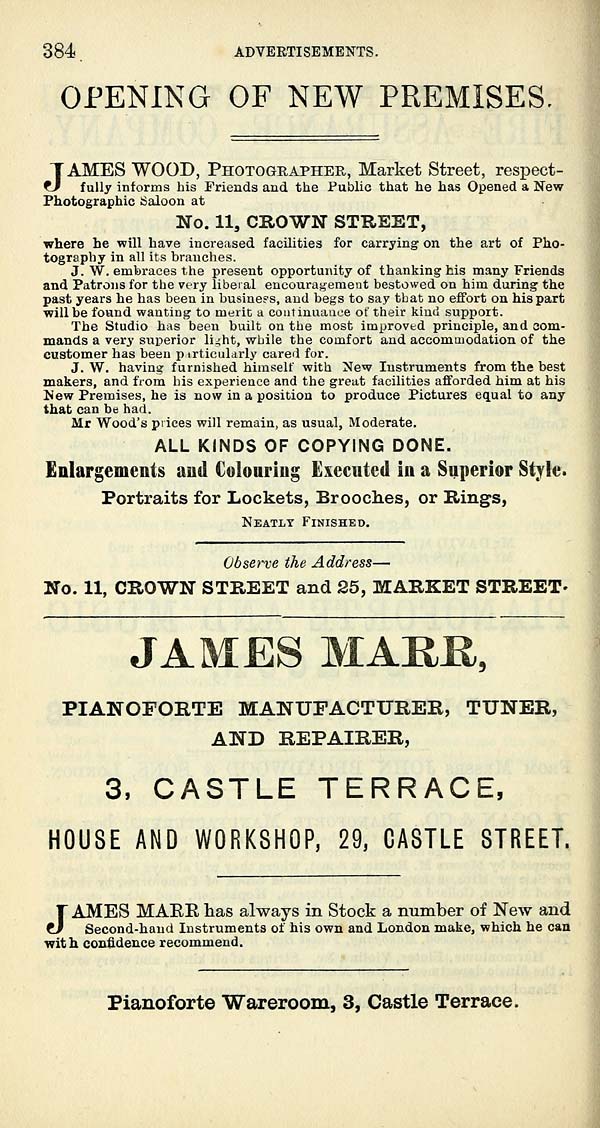 384
ADVERTISEMENTS.
OPENING OF NEW PREMISES.
JAMES WOOD, PHOTOGRAPHER, Market Street, respect-
fully informs his Friends and the Public that he has Opened a New
Photographic Saloon at
No. 11, CROWN STREET,
where he will have increased facilities for carrying on the art of Pho-
tography in all its branches.
J. W. embraces the present opportunity of thanking his many Friends
and Patrons for the very liberal encouragement bestowed on him during the
past years he has been in business, and begs to say that no effort on his part
will be found wanting to merit a continuance of their kind support.
The Studio has been built on the most improved principle, and com-
mands a very superior light, while the comfort and accommodation of the
customer has been particularly cared for.
J. W. having furnished himself with New Instruments from the best
makers, and from his experience and the great facilities afforded him at his
New Premises, he is now in a position to produce Pictures equal to any
that can be had.
Mr Wood's prices will remain, as usual, Moderate.
ALL KINDS OF COPYING DONE.
Enlargements and Colouring Executed in a Superior Style.
Portraits for Lockets, Brooches, or Rings,
NEATLY FINISHED.
Observe the Address—
No. 11, CROWN STREET and 25, MARKET STREET.
JAMES MARR,
PIANOFORTE MANUFACTURER, TUNER,
AND REPAIRER,
3, CASTLE TERRACE,
HOUSE AND WORKSHOP, 29, CASTLE STREET.
JAMES MARR has always in Stock a number of New and
Second-hand Instruments of his own and London make, which he can
with confidence recommend.
Pianoforte Wareroom, 3, Castle Terrace.